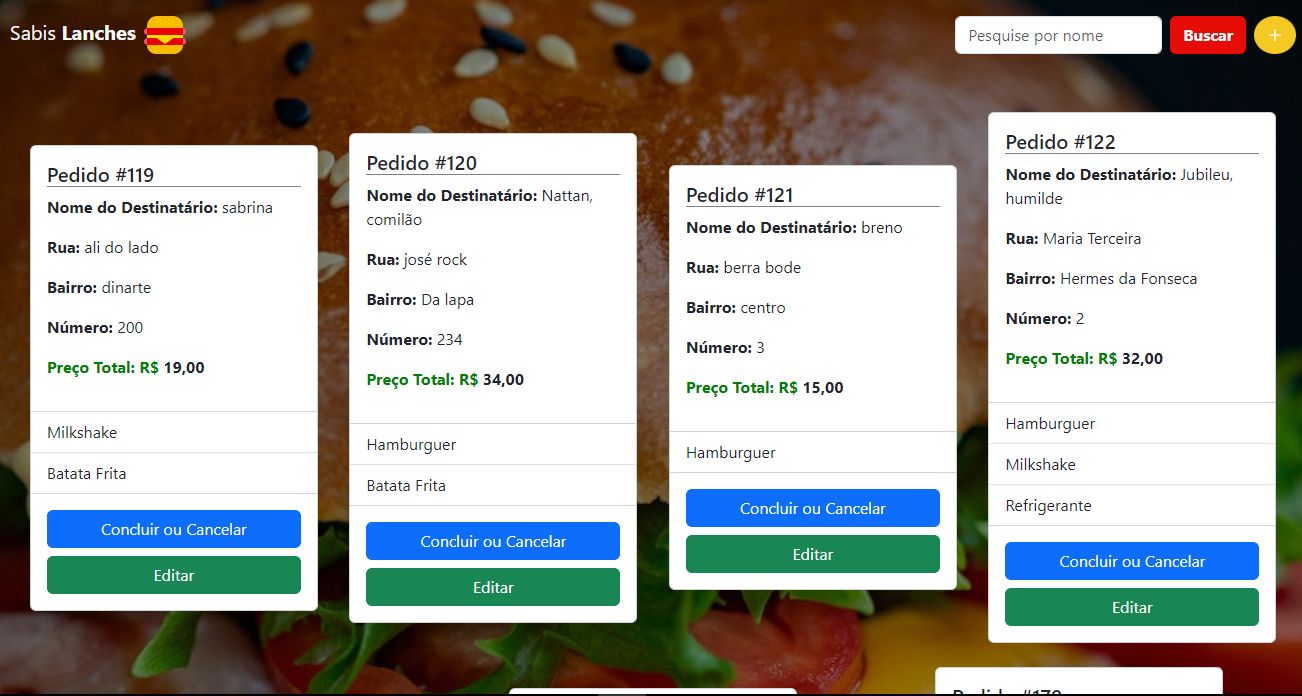 Sabis Lanches
Pesquise por nome
Buscar
+
Pedido #119
Nome do Destinatário: sabrina
Rua: ali do lado
Bairro: dinarte
Número: 200
Preço Total: R$ 19,00
Milkshake
Batata Frita
Concluir ou Cancelar
Editar
Pedido #120
Nome do Destinatário: Nattan,
comilão
Rua: josé rock
Bairro: Da lapa
Número: 234
Preço Total: R$ 34,00
Hamburguer
Batata Frita
Concluir ou Cancelar
Editar
Pedido #121
Nome do Destinatário: breno
Rua: berra bode
Bairro: centro
Número: 3
Preço Total: R$ 15,00
Hamburguer
Concluir ou Cancelar
Editar
Pedido #122
Nome do Destinatário: Jubileu,
humilde
Rua: Maria Terceira
Bairro: Hermes da Fonseca
Número: 2
Preço Total: R$ 32,00
Hamburguer
Milkshake
Refrigerante
Concluir ou Cancelar
Editar